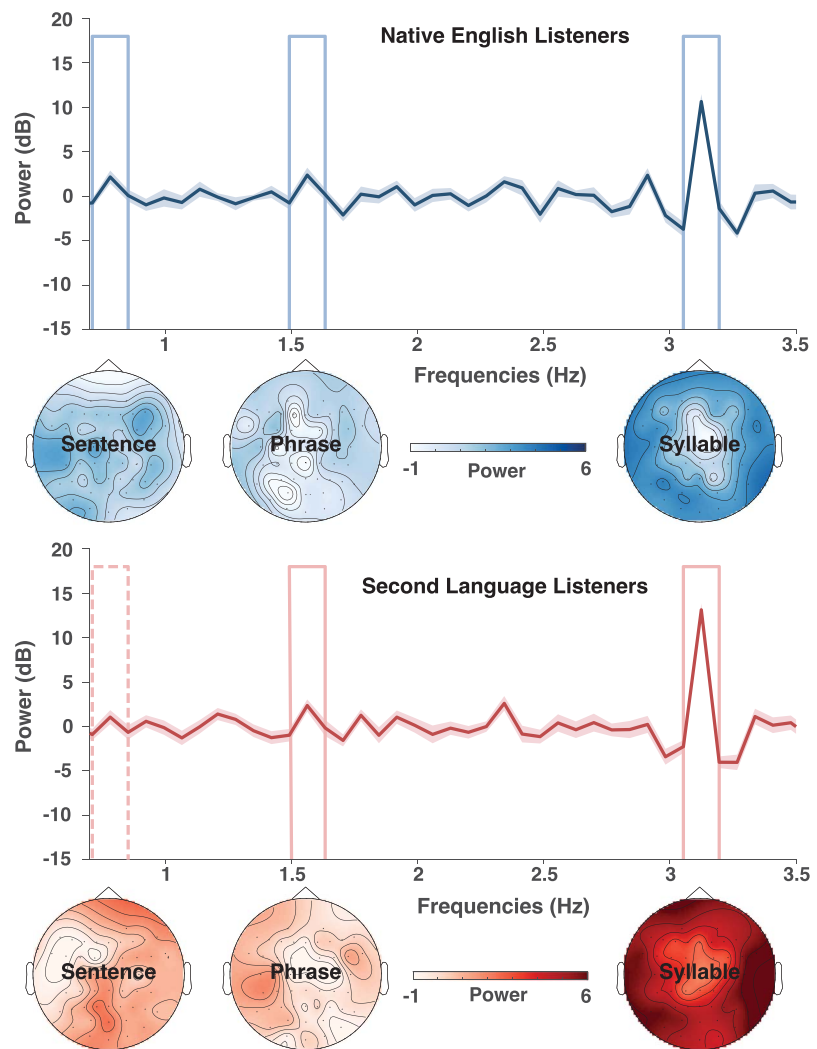 20
Native English Listeners
15
10
5
0
-5
-10
-15
Power (dB)
1
1.5
2
2.5
3
3.5
Frequencies (Hz)
Sentence
Phrase
-1
Power
6
Syllable
20
Second Language Listeners
15
10
5
0
-5
-10
-15
Power (dB)
1
1.5
2
2.5
3
3.5
Frequencies (Hz)
Sentence
Phrase
-1
Power
6
Syllable